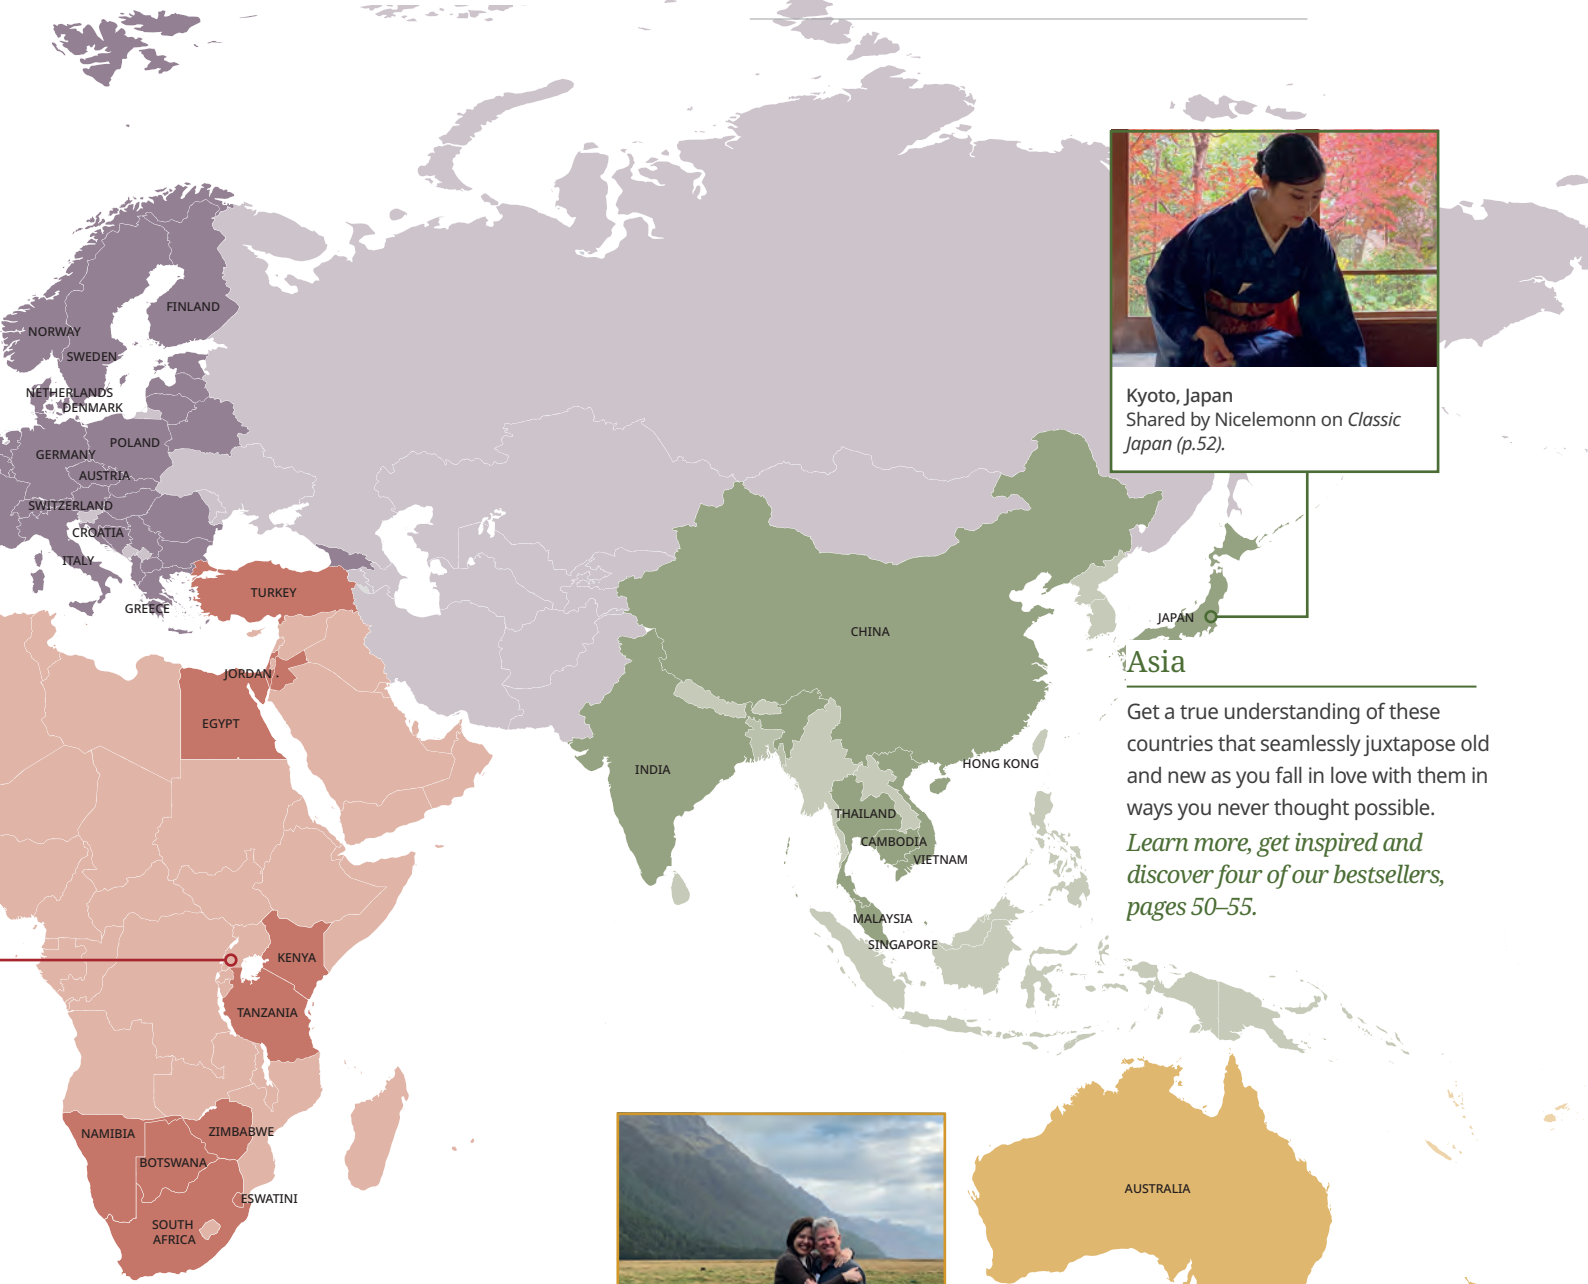 Kyoto, Japan
Shared by Nicelemonn on Classic
Japan (p.52).
FINLAND
NORWAY
SWEDEN
NETHERLANDS
DENMARK
POLAND
GERMANY
AUSTRIA
SWITZERLAND
CROATIA
ITALY
GREECE
TURKEY
JORDAN
EGYPT
CHINA
JAPAN
INDIA
HONG KONG
THAILAND
CAMBODIA
VIETNAM
MALAYSIA
SINGAPORE
Asia
Get a true understanding of these
countries that seamlessly juxtapose old
and new as you fall in love with them in
ways you never thought possible.
Learn more, get inspired and
discover four of our bestsellers,
pages 50–55.
KENYA
TANZANIA
NAMIBIA
ZIMBABWE
BOTSWANA
ESWATINI
SOUTH
AFRICA
AUSTRALIA